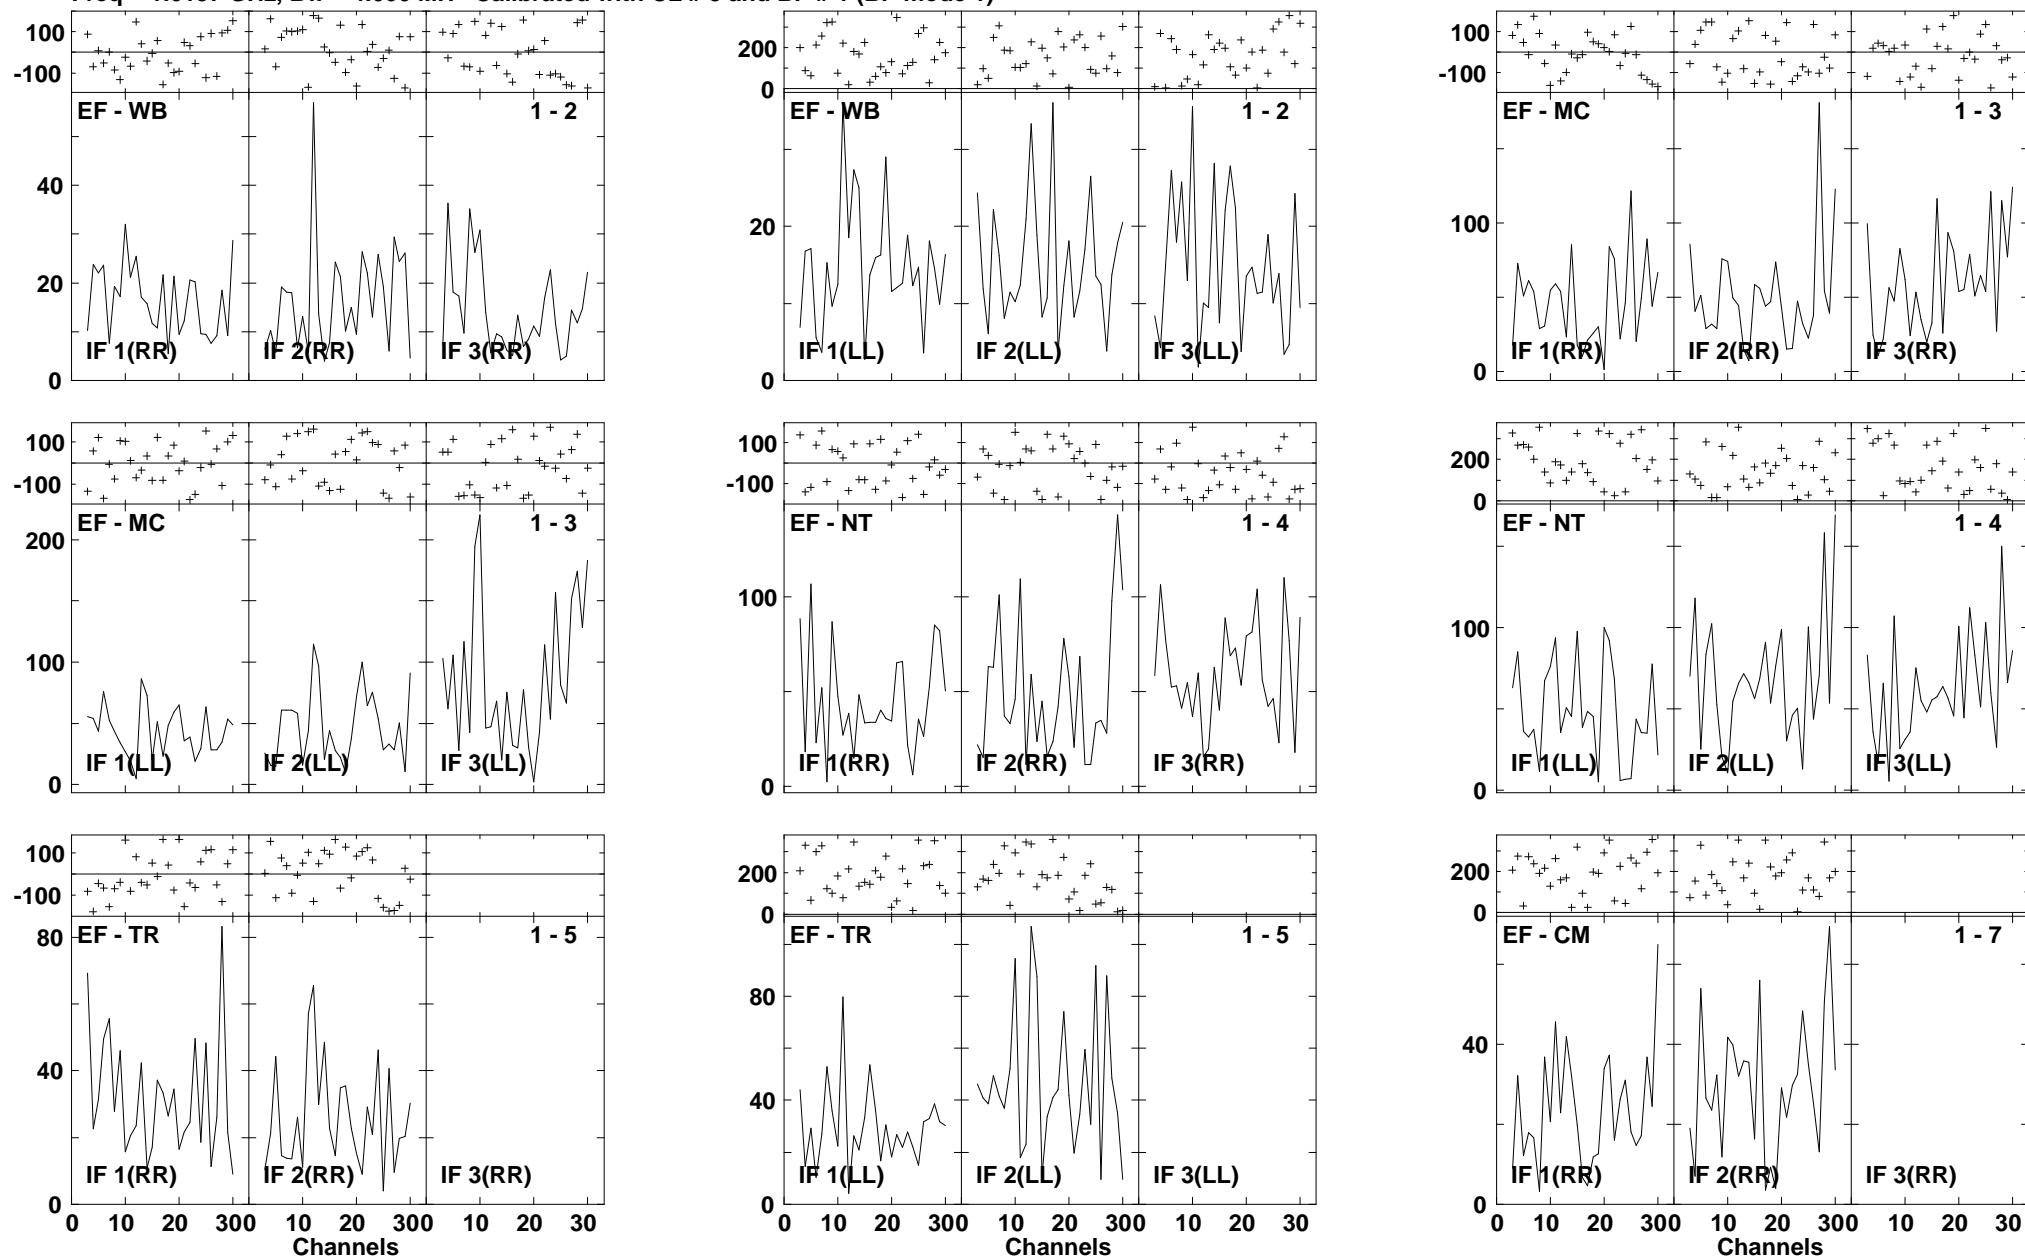 100
-100
EF - WB
1 - 2
40
20
0
IF 1(RR)
IF 2(RR)
IF 3(RR)
200
0
EF - WB
1 - 2
20
0
IF 1(LL)
IF 2(LL)
IF 3(LL)
100
-100
EF - MC
1 - 3
100
0
IF 1(RR)
IF 2(RR)
IF 3(RR)
100
-100
EF - MC
1 - 3
200
100
0
IF 1(LL)
IF 2(LL)
IF 3(LL)
100
-100
EF - NT
1 - 4
100
0
IF 1(RR)
IF 2(RR)
IF 3(RR)
200
0
EF - NT
1 - 4
100
0
IF 1(LL)
IF 2(LL)
IF 3(LL)
100
-100
EF - TR
1 - 5
80
40
0
IF 1(RR)
IF 2(RR)
IF 3(RR)
0 10 20 300 10 20 300 10 20 30
Channels
200
0
EF - TR
1 - 5
80
40
0
IF 1(LL)
IF 2(LL)
IF 3(LL)
0 10 20 300 10 20 300 10 20 30
Channels
200
0
EF - CM
1 - 7
40
0
IF 1(RR)
IF 2(RR)
IF 3(RR)
0 10 20 300 10 20 300 10 20 30
Channels